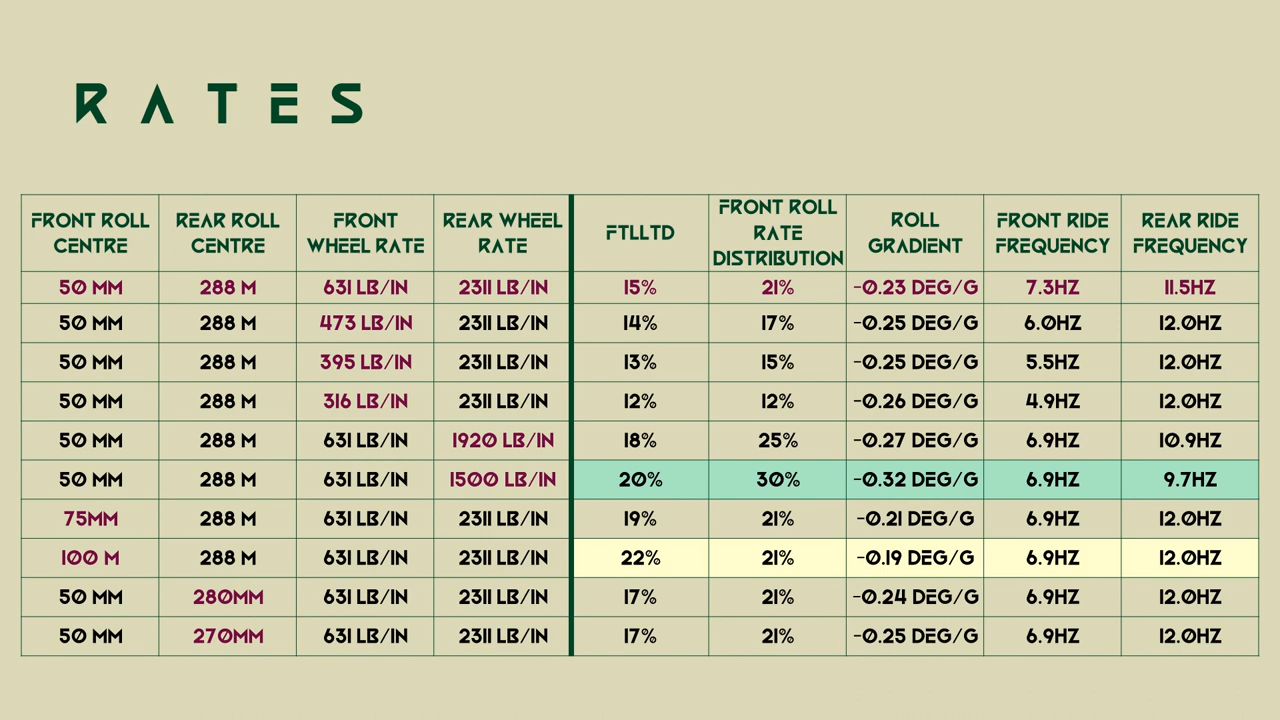 RATES
FRONT ROLL CENTRE REAR ROLL CENTRE FRONT WHEEL RATE REAR WHEEL RATE FTLLTD FRONT ROLL RATE DISTRIBUTION ROLL GRADIENT FRONT RIDE FREQUENCY REAR RIDE FREQUENCY
50 MM 288 M 631 LB/IN 2311 LB/IN 15% 21% -0.23 DEG/G 7.3HZ 11.5HZ
50 MM 288 M 473 LB/IN 2311 LB/IN 14% 17% -0.25 DEG/G 6.0HZ 12.0HZ
50 MM 288 M 395 LB/IN 2311 LB/IN 13% 15% -0.25 DEG/G 5.5HZ 12.0HZ
50 MM 288 M 316 LB/IN 2311 LB/IN 12% 12% -0.26 DEG/G 4.9HZ 12.0HZ
50 MM 288 M 631 LB/IN 1920 LB/IN 18% 25% -0.27 DEG/G 6.9HZ 10.9HZ
50 MM 288 M 631 LB/IN 1500 LB/IN 20% 30% -0.32 DEG/G 6.9HZ 9.7HZ
75MM 288 M 631 LB/IN 2311 LB/IN 19% 21% -0.21 DEG/G 6.9HZ 12.0HZ
100 M 288 M 631 LB/IN 2311 LB/IN 22% 21% -0.19 DEG/G 6.9HZ 12.0HZ
50 MM 280MM 631 LB/IN 2311 LB/IN 17% 21% -0.24 DEG/G 6.9HZ 12.0HZ
50 MM 270MM 631 LB/IN 2311 LB/IN 17% 21% -0.25 DEG/G 6.9HZ 12.0HZ